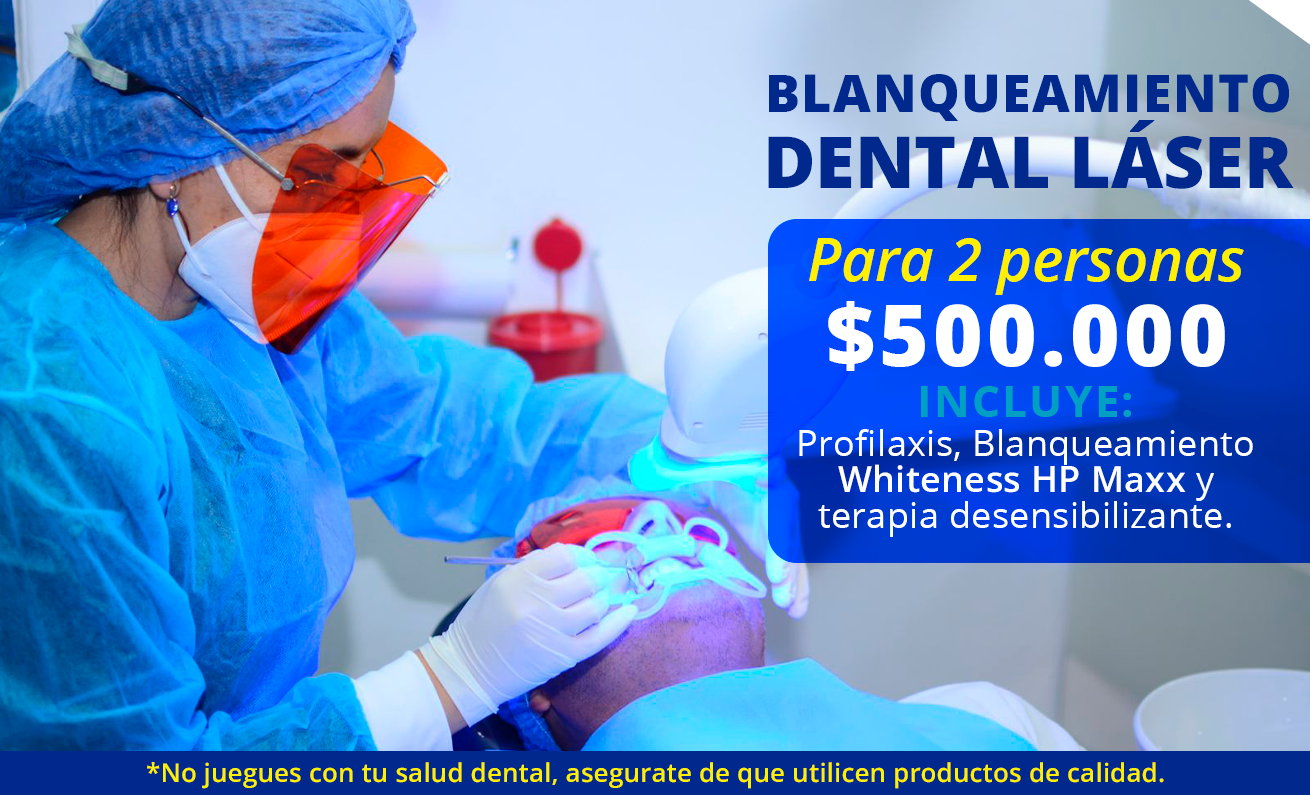 BLANQUEAMIENTO
DENTAL LÁSER
Para 2 personas
$500.000
INCLUYE:
Profilaxis, Blanqueamiento
Whiteness HP Maxx y
terapia desensibilizante.
*No juegues con tu salud dental, asegurate de que utilicen productos de calidad.